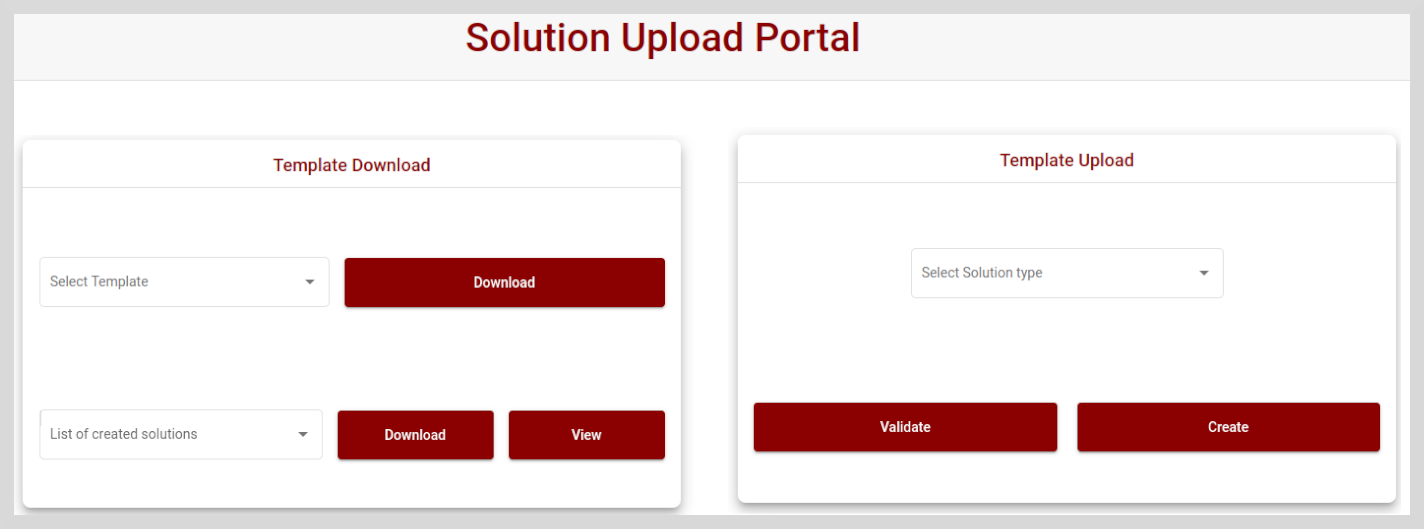 Solution Upload Portal
Template Download
Select Template
Download
List of created solutions
Download
View
Template Upload
Select Solution type
Validate
Create